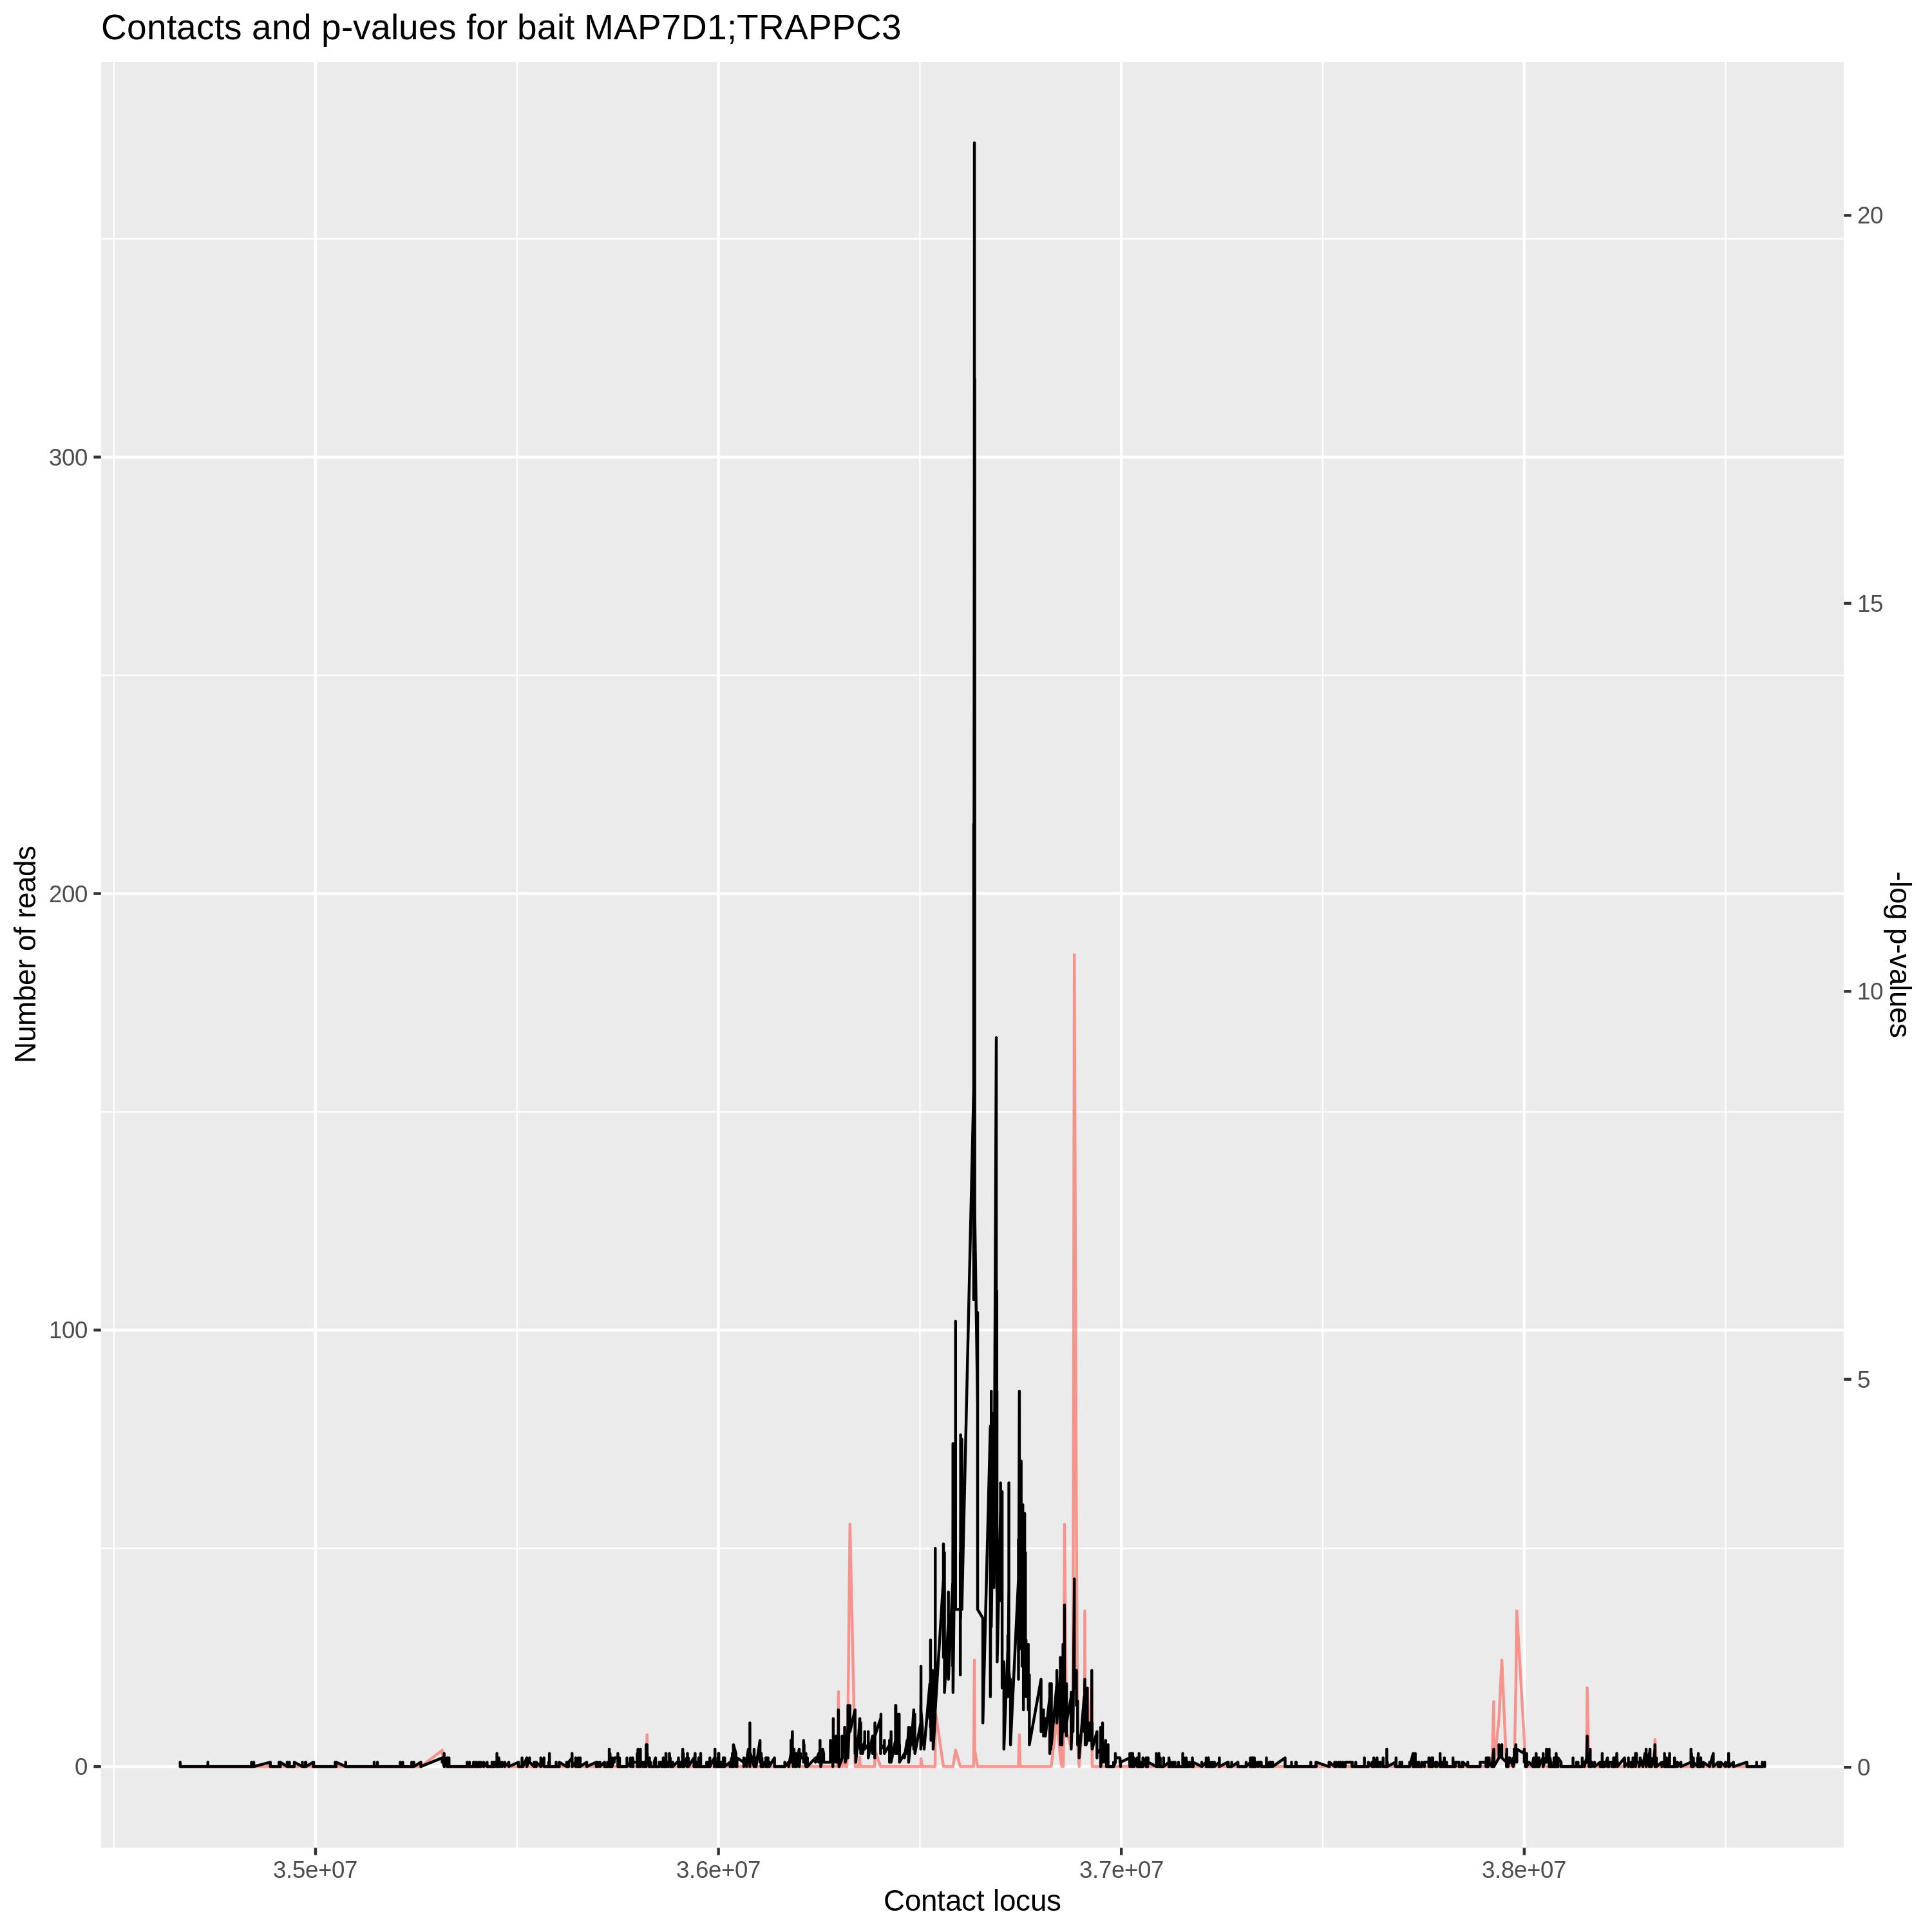 Contacts and p-values for bait MAP7D1;TRAPPC3
Number of reads
300
200
100
0
-log p-values
20
15
10
5
0
3.5e+07
3.6e+07
3.7e+07
3.8e+07
Contact locus